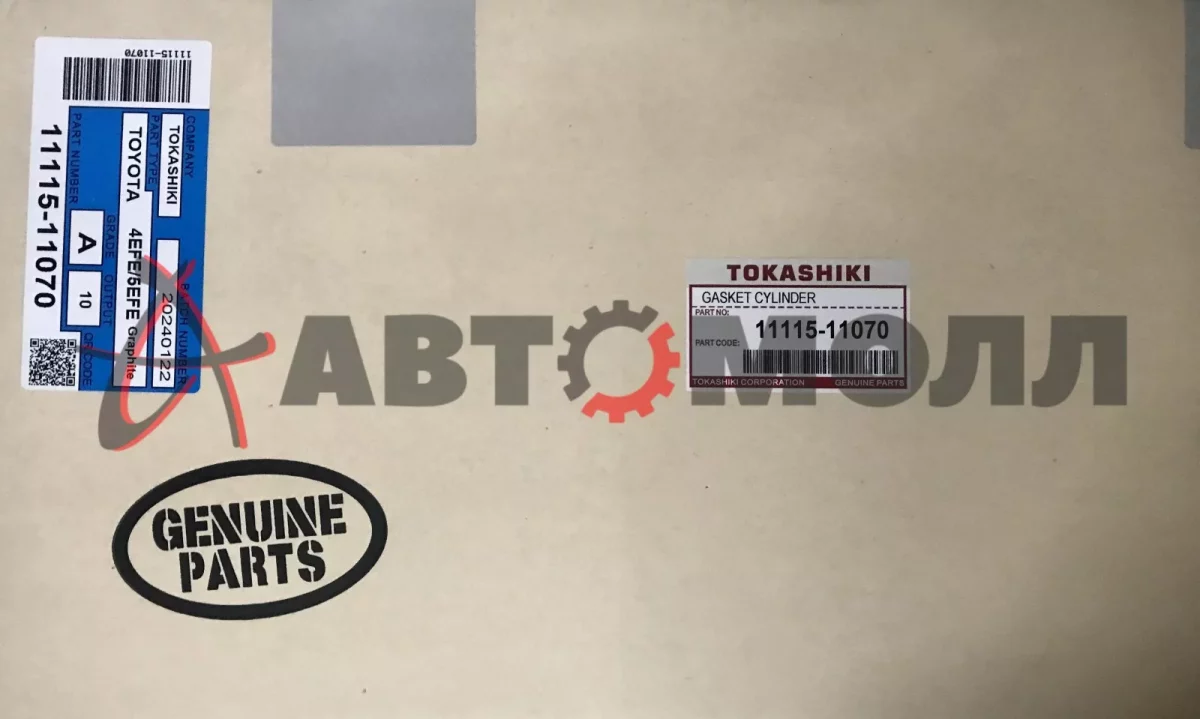 11115-11070
COMPANY
TOKASHIKI
PART TYPE
TOYOTA 4EFE/5EFE Graphite
BATCH NUMBER
20240122
PART NUMBER
11115-11070
GRADE
A
OUTPUT
10
QR CODE
TOKASHIKI
GASKET CYLINDER
PART NO:
11115-11070
PART CODE:
TOKASHIKI CORPORATION GENUINE PARTS
АВТОМОЛЛ
GENUINE
PARTS